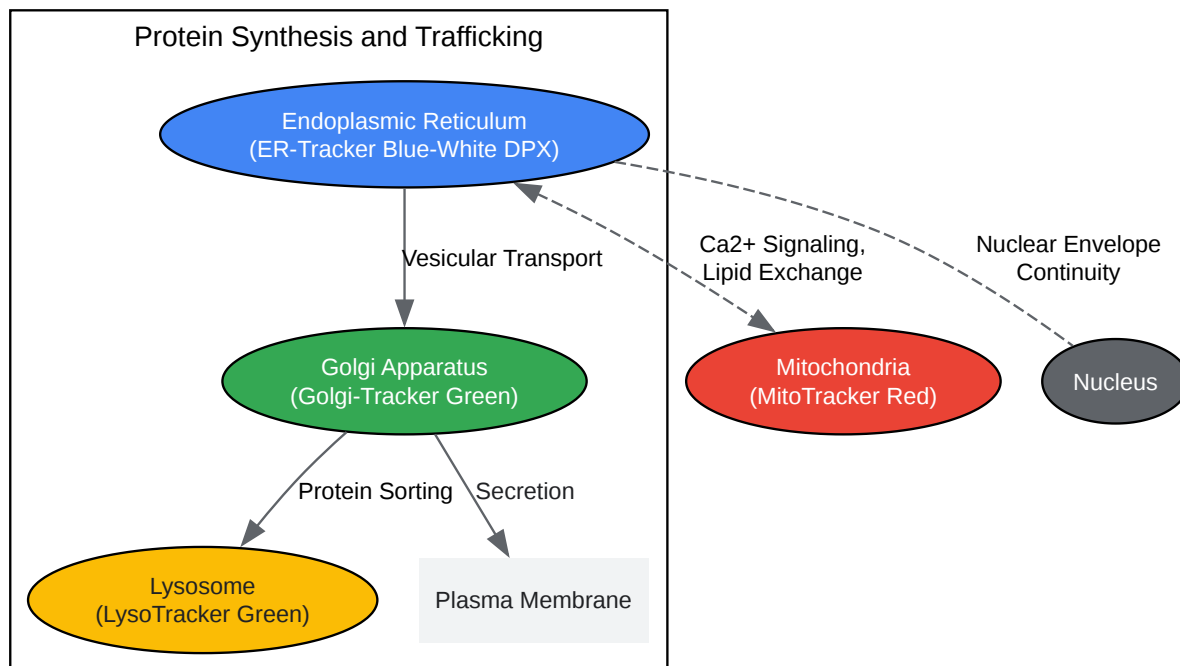 Protein Synthesis and Trafficking
Endoplasmic Reticulum
(ER-Tracker Blue-White DPX)
Vesicular Transport
Ca2+ Signaling,
Lipid Exchange
Nuclear Envelope
Continuity
Golgi Apparatus
(Golgi-Tracker Green)
Mitochondria
(MitoTracker Red)
Nucleus
Protein Sorting
Secretion
Lysosome
(LysoTracker Green)
Plasma Membrane